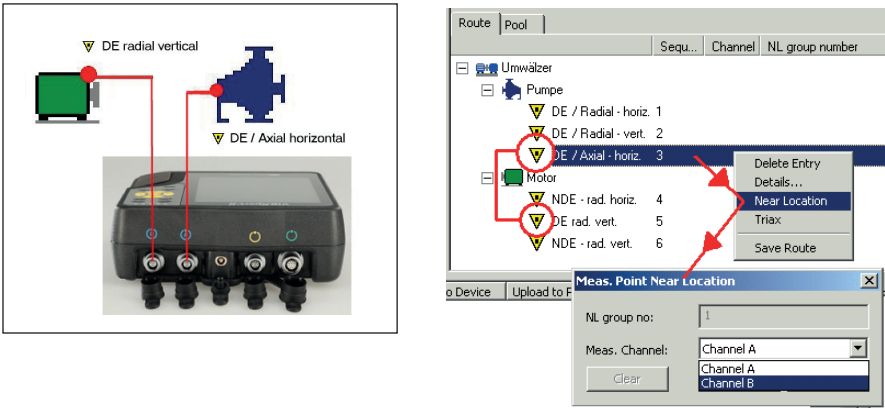 DE radial vertical
DE / Axial horizontal
Route Pool
Sequ... Channel NL group number
Umwälzer
Pumpe
DE / Radial - horiz. 1
DE / Radial - vert. 2
DE / Axial - horiz. 3
Motor
NDE - rad. horiz. 4
DE rad. vert. 5
NDE - rad. vert. 6
Delete Entry
Details...
Near Location
Triax
Save Route
o Device Upload to
Meas. Point Near Location
NL group no: 1
Meas. Channel: Channel A
Channel A
Channel B
Clear